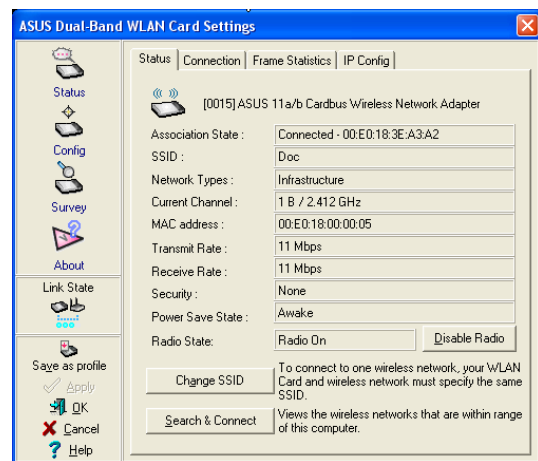 ASUS Dual-Band WLAN Card Settings
Status
Config
Survey
About
Link State
Save as profile
Apply
OK
Cancel
Help
Status Connection Frame Statistics IP Config
[0015] ASUS 11a/b Cardbus Wireless Network Adapter
Association State : Connected - 00:E0:18:3E:A3:A2
SSID : Doc
Network Types : Infrastructure
Current Channel : 1 B / 2.412 GHz
MAC address : 00:E0:18:00:00:05
Transmit Rate : 11 Mbps
Receive Rate : 11 Mbps
Security : None
Power Save State : Awake
Radio State: Radio On Disable Radio
Change SSID
To connect to one wireless network, your WLAN
Card and wireless network must specify the same
SSID.
Search & Connect
Views the wireless networks that are within range
of this computer.